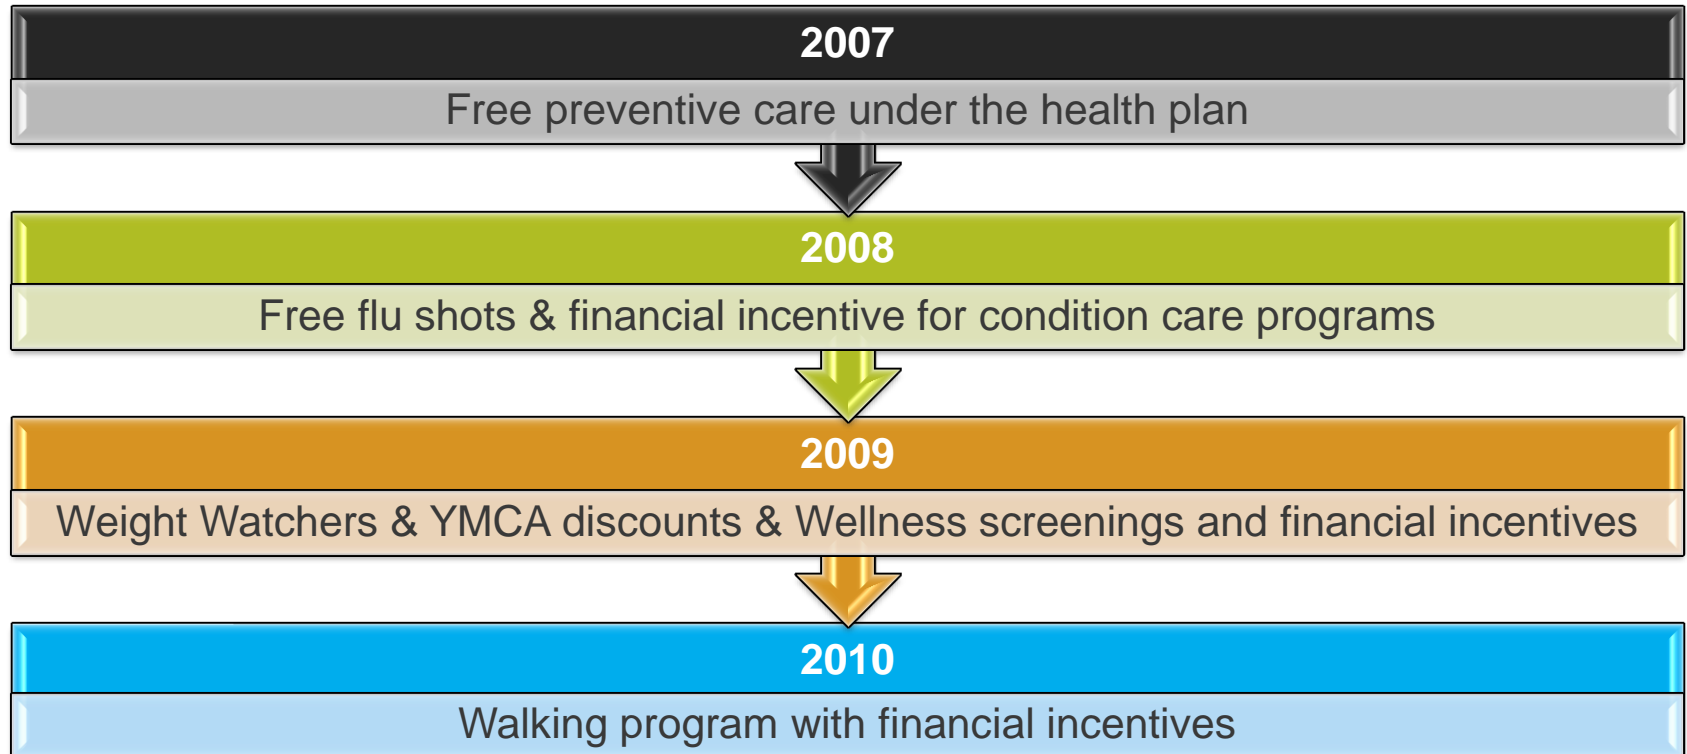 2007
Free preventive care under the health plan
2008
Free flu shots & financial incentive for condition care programs
2009
Weight Watchers & YMCA discounts & Wellness screenings and financial incentives
2010
Walking program with financial incentives